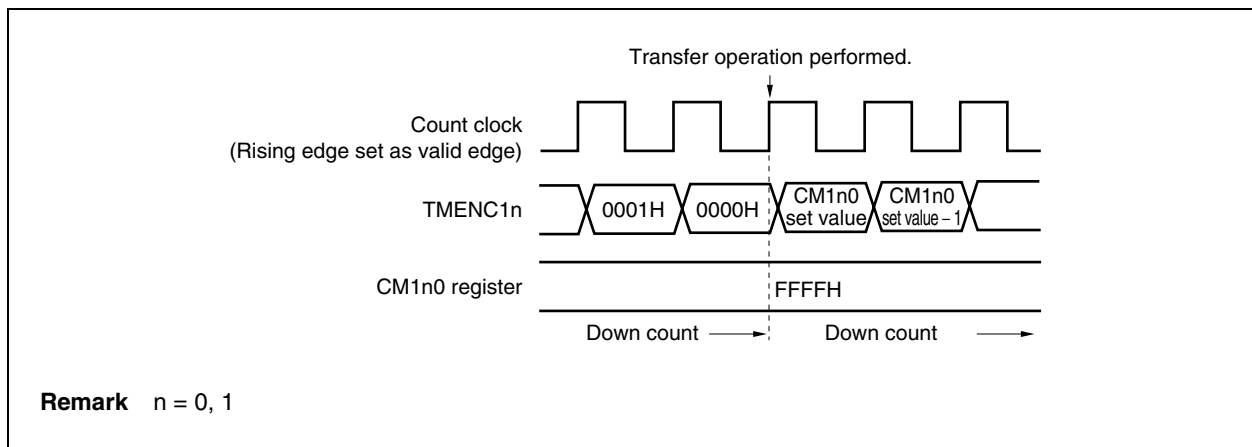 Transfer operation performed.
Count clock
(Rising edge set as valid edge)
TMENC1n
0001H
0000H
CM1n0
set value
CM1n0
set value – 1
CM1n0 register
FFFFH
Down count
Down count
Remark n = 0, 1